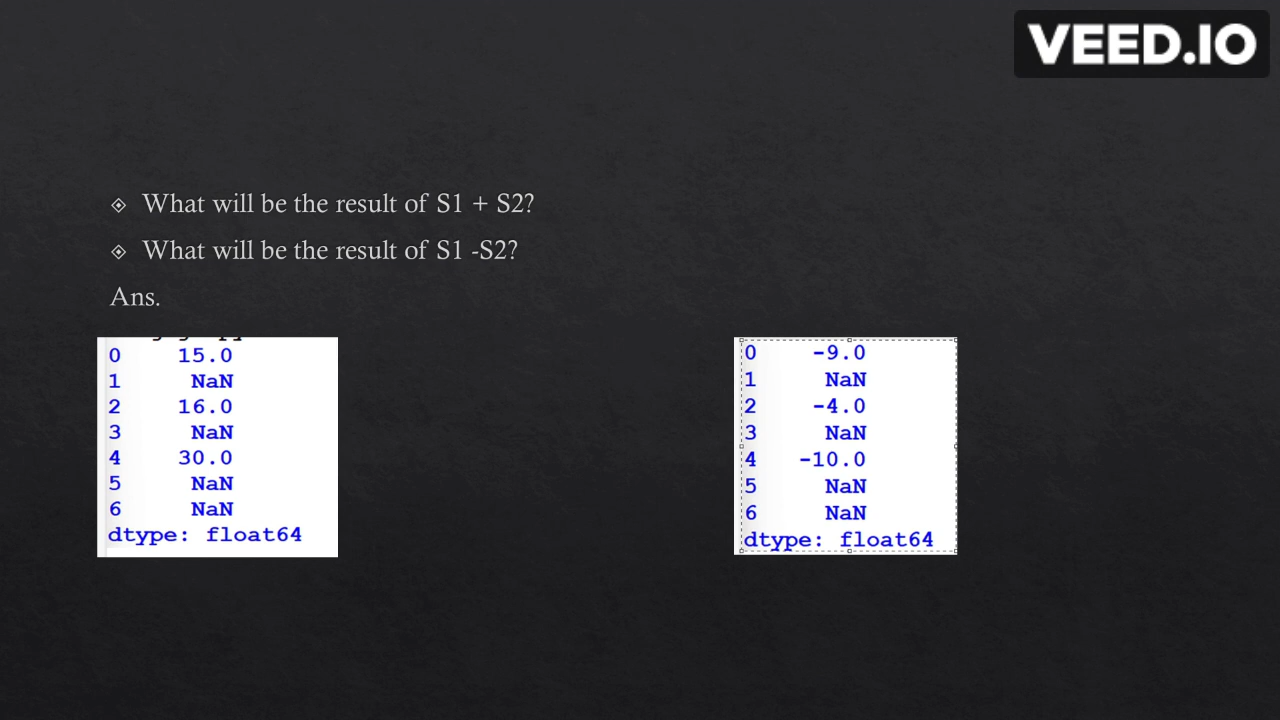 VEED.IO
What will be the result of S1 + S2?
What will be the result of S1 -S2?
Ans.
0 15.0
1 NaN
2 16.0
3 NaN
4 30.0
5 NaN
6 NaN
dtype: float64
0 -9.0
1 NaN
2 -4.0
3 NaN
4 -10.0
5 NaN
6 NaN
dtype: float64